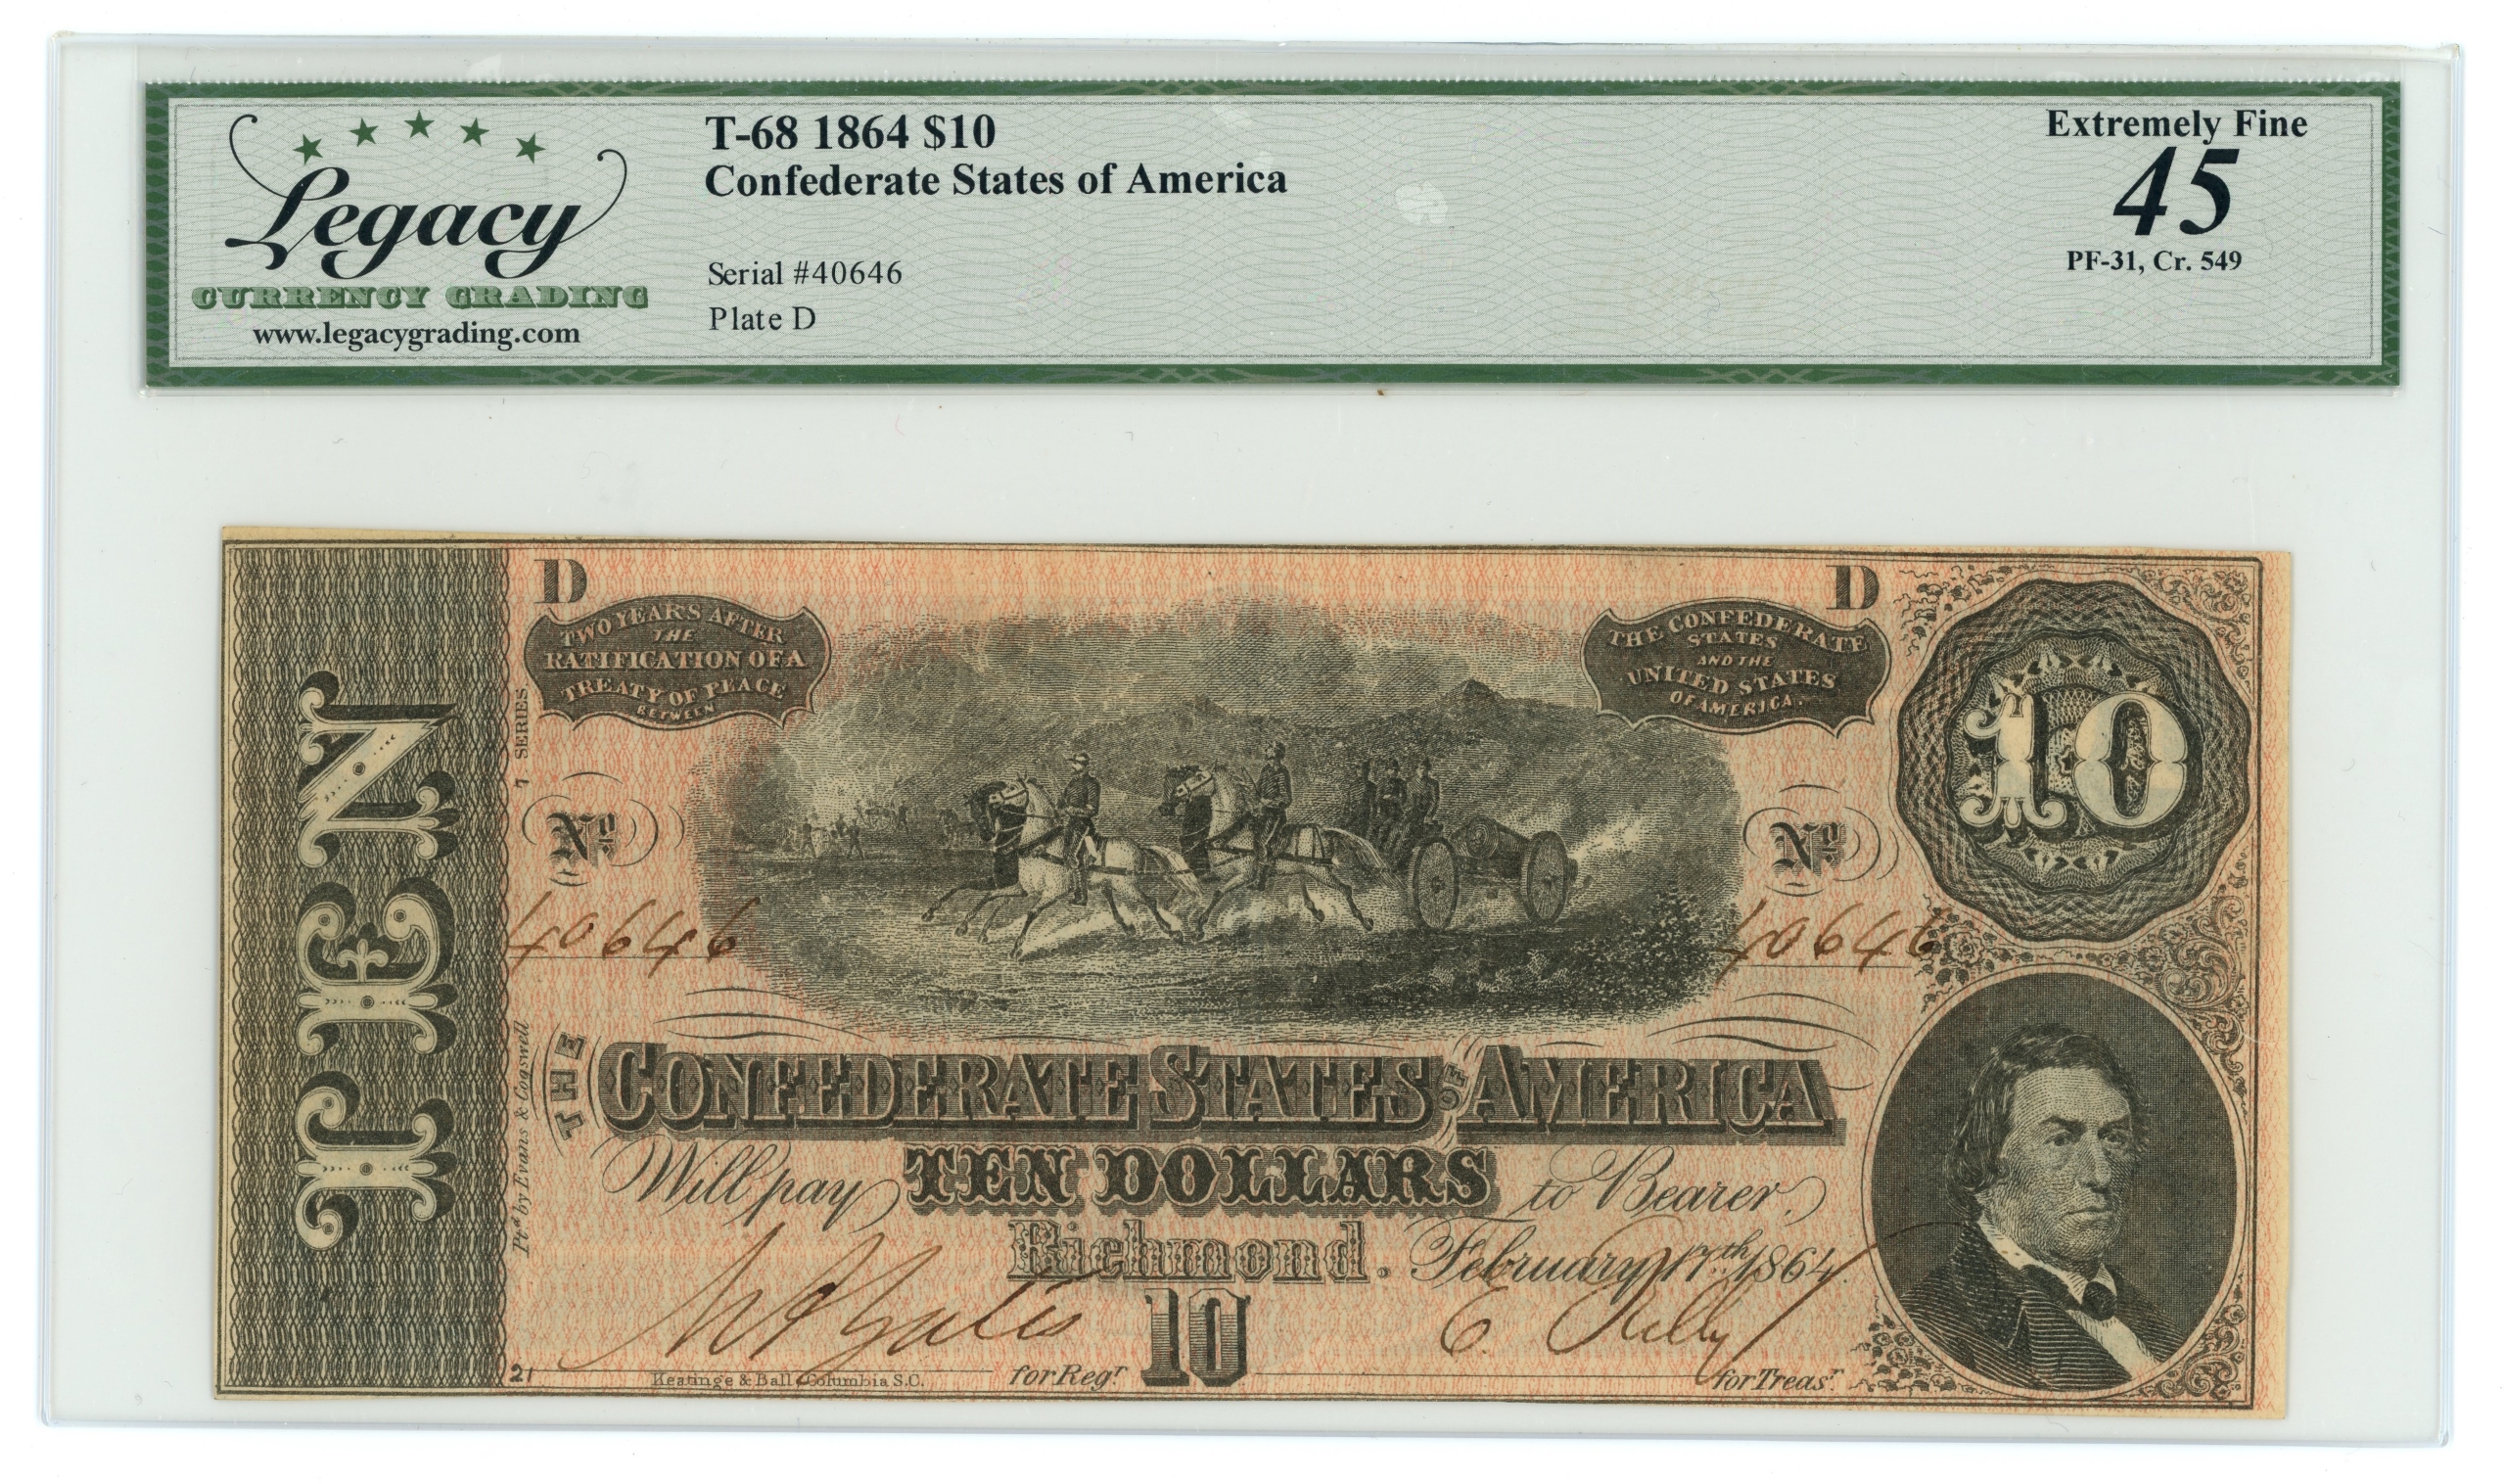 Legacy
CURRENCY GRADING
www.legacygrading.com
T-68 1864 $10
Confederate States of America
Serial #40646
Plate D
Extremely Fine
45
PF-31, Cr. 549
TEN
D
D
TWO YEARS AFTER
THE
RATIFICATION OF A
TREATY OF PEACE
BETWEEN
THE CONFEDERATE
STATES
AND THE
UNITED STATES
OF AMERICA.
10
7 SERIES
No
No
40646
40646
Ptd by Evans & Cogswell
THE
CONFEDERATE STATES OF AMERICA
Will pay TEN DOLLARS to Bearer.
Richmond. February 17th 1864.
10
21
Keatinge & Ball Columbia S.C.
for Regr
for Treasr